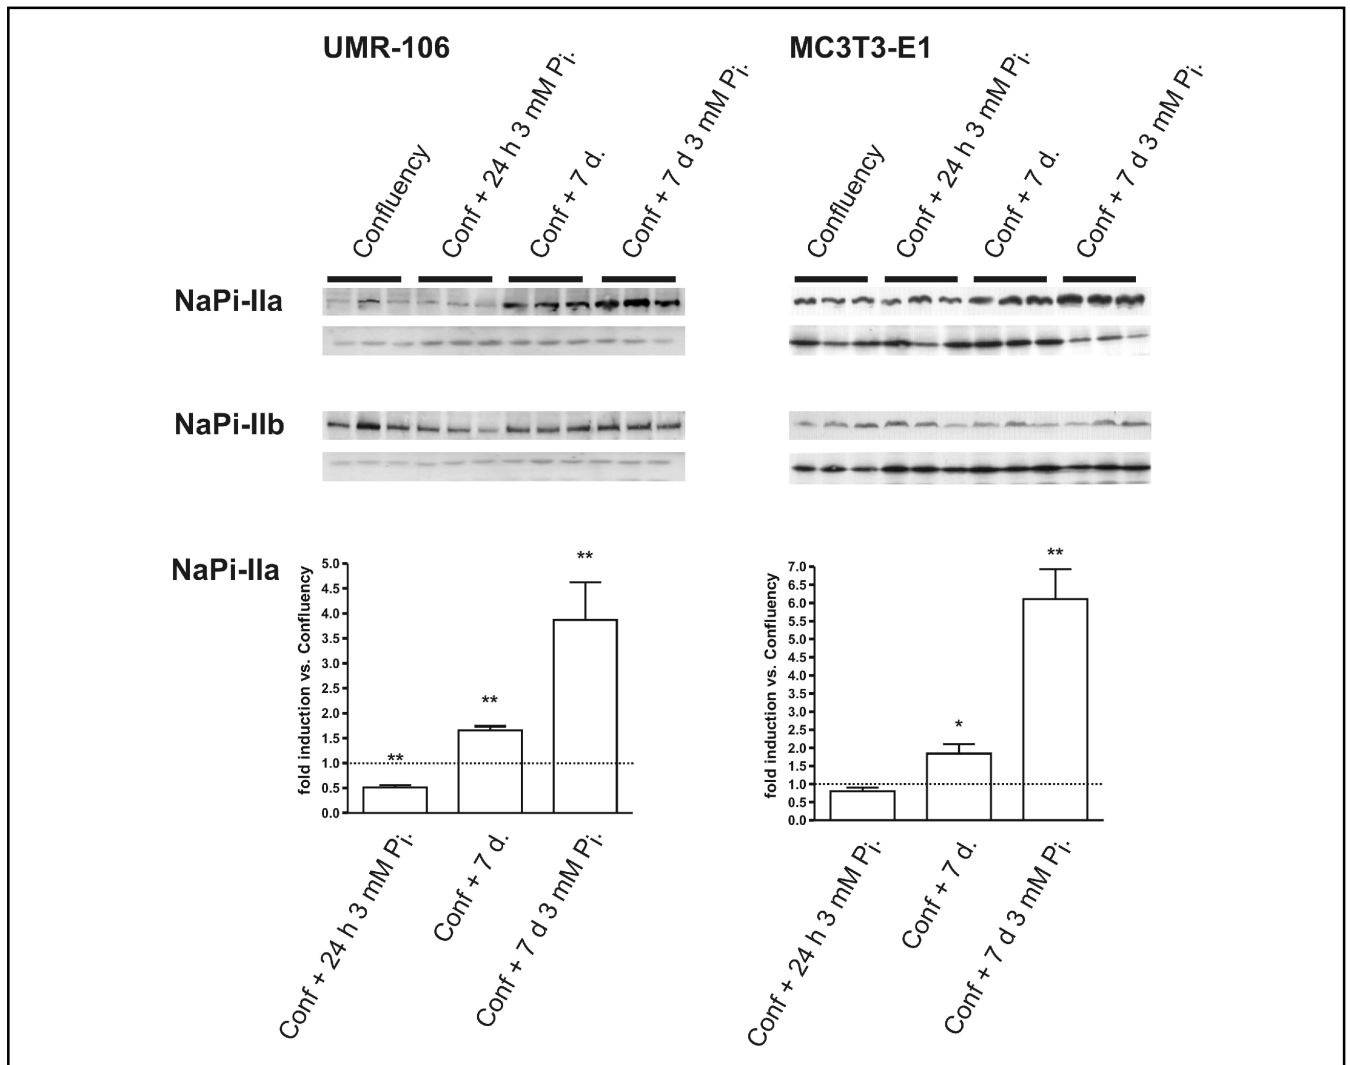 UMR-106
MC3T3-E1
Confluency
Conf + 24 h 3 mM Pi.
Conf + 7 d.
Conf + 7 d 3 mM Pi.
Confluency
Conf + 24 h 3 mM Pi.
Conf + 7 d.
Conf + 7 d 3 mM Pi.
NaPi-IIa
NaPi-IIb
NaPi-IIa
fold induction vs. Confluency
5.0
4.5
4.0
3.5
3.0
2.5
2.0
1.5
1.0
0.5
0.0
**
**
**
Conf + 24 h 3 mM Pi.
Conf + 7 d.
Conf + 7 d 3 mM Pi.
fold induction vs. Confluency
7.0
6.5
6.0
5.5
5.0
4.5
4.0
3.5
3.0
2.5
2.0
1.5
1.0
0.5
0.0
*
**
Conf + 24 h 3 mM Pi.
Conf + 7 d.
Conf + 7 d 3 mM Pi.